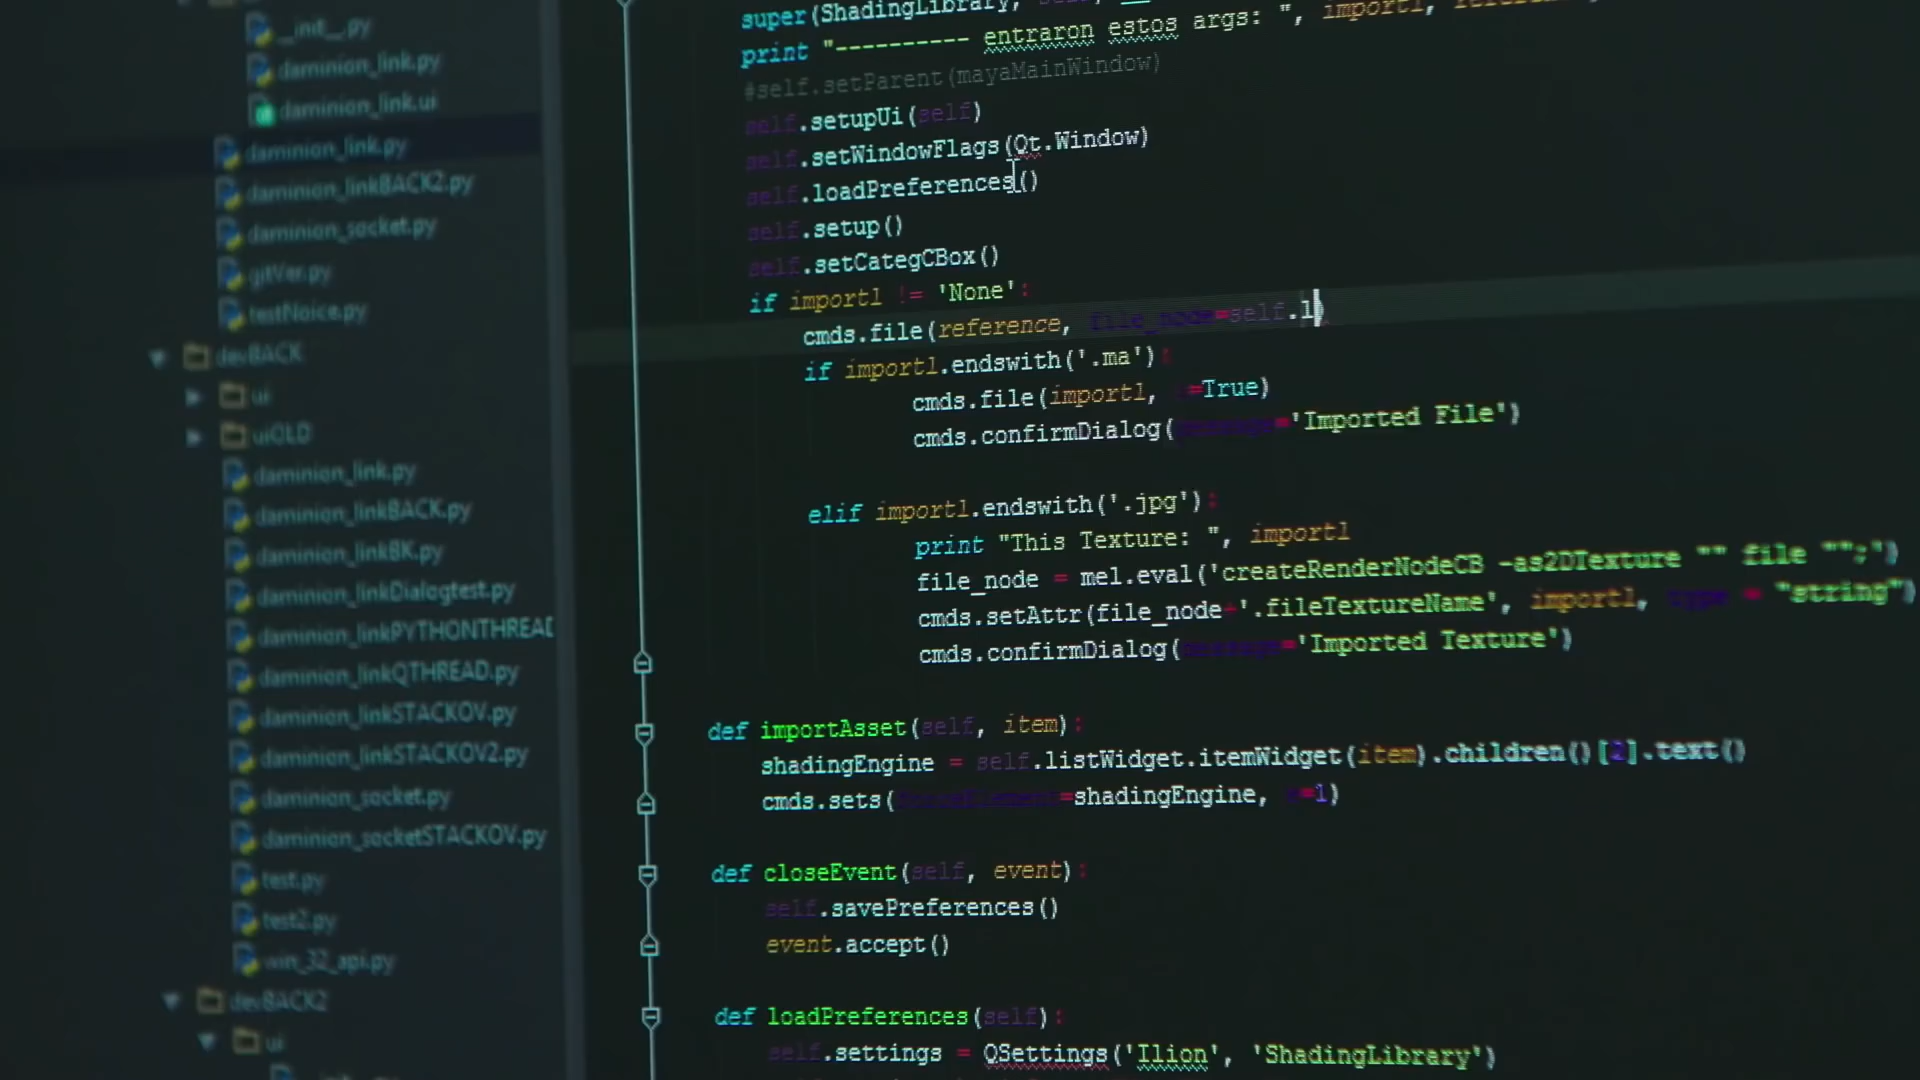 __init__.py
daminion_link.py
daminion_link.ui
daminion_link.py
daminion_linkBACK2.py
daminion_socket.py
gitVer.py
testNoice.py
devBACK
ui
uiOLD
daminion_link.py
daminion_linkBACK.py
daminion_linkBK.py
daminion_linkDialogtest.py
daminion_linkPYTHONTHREAD
daminion_linkQTHREAD.py
daminion_linkSTACKOV.py
daminion_linkSTACKOV2.py
daminion_socket.py
daminion_socketSTACKOV.py
test.py
test2.py
win_32_api.py
devBACK2
ui
super(ShadingLibrary,
print "---------- entraron estos args: ", importl,
#self.setParent(mayaMainWindow)
self.setupUi(self)
self.setWindowFlags(Qt.Window)
self.loadPreferences()
self.setup()
self.setCategCBox()
if importl != 'None':
cmds.file(reference, file_node=self.l)
if importl.endswith('.ma'):
cmds.file(importl, =True)
cmds.confirmDialog(message='Imported File')
elif importl.endswith('.jpg'):
print "This Texture: ", importl
file_node = mel.eval('createRenderNodeCB -as2DTexture "" file "";')
cmds.setAttr(file_node+'.fileTextureName', importl, type = "string")
cmds.confirmDialog(message='Imported Texture')
def importAsset(self, item):
shadingEngine = self.listWidget.itemWidget(item).children()[2].text()
cmds.sets(forceElement=shadingEngine, e=1)
def closeEvent(self, event):
self.savePreferences()
event.accept()
def loadPreferences(self):
self.settings = QSettings('Ilion', 'ShadingLibrary')